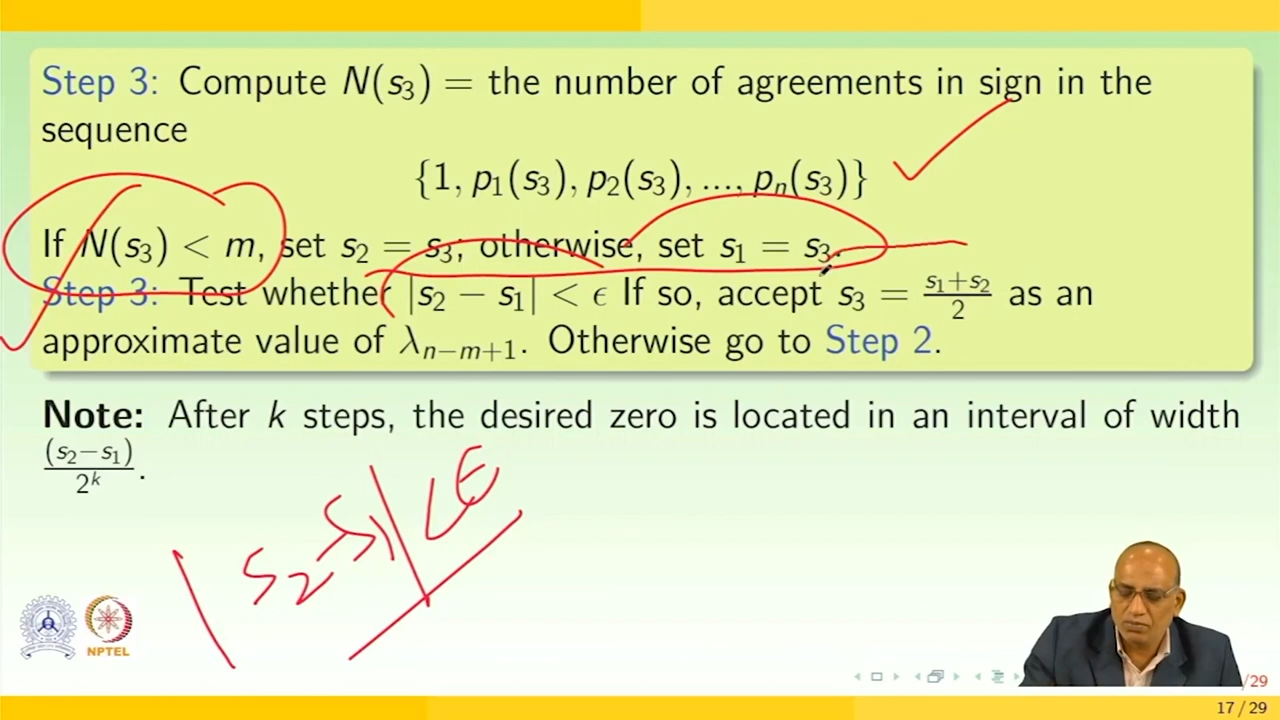 Step 3: Compute N(s₃) = the number of agreements in sign in the
sequence
{1, p₁(s₃), p₂(s₃), ..., pₙ(s₃)}
If N(s₃) < m, set s₂ = s₃; otherwise, set s₁ = s₃.
Step 3: Test whether |s₂ − s₁| < ϵ If so, accept s₃ = (s₁+s₂)/2 as an
approximate value of λₙ₋ₘ₊₁. Otherwise go to Step 2.
Note: After k steps, the desired zero is located in an interval of width
(s₂−s₁)/2ᵏ.
|s₂-s₁| < ϵ
NPTEL
/29
17 / 29